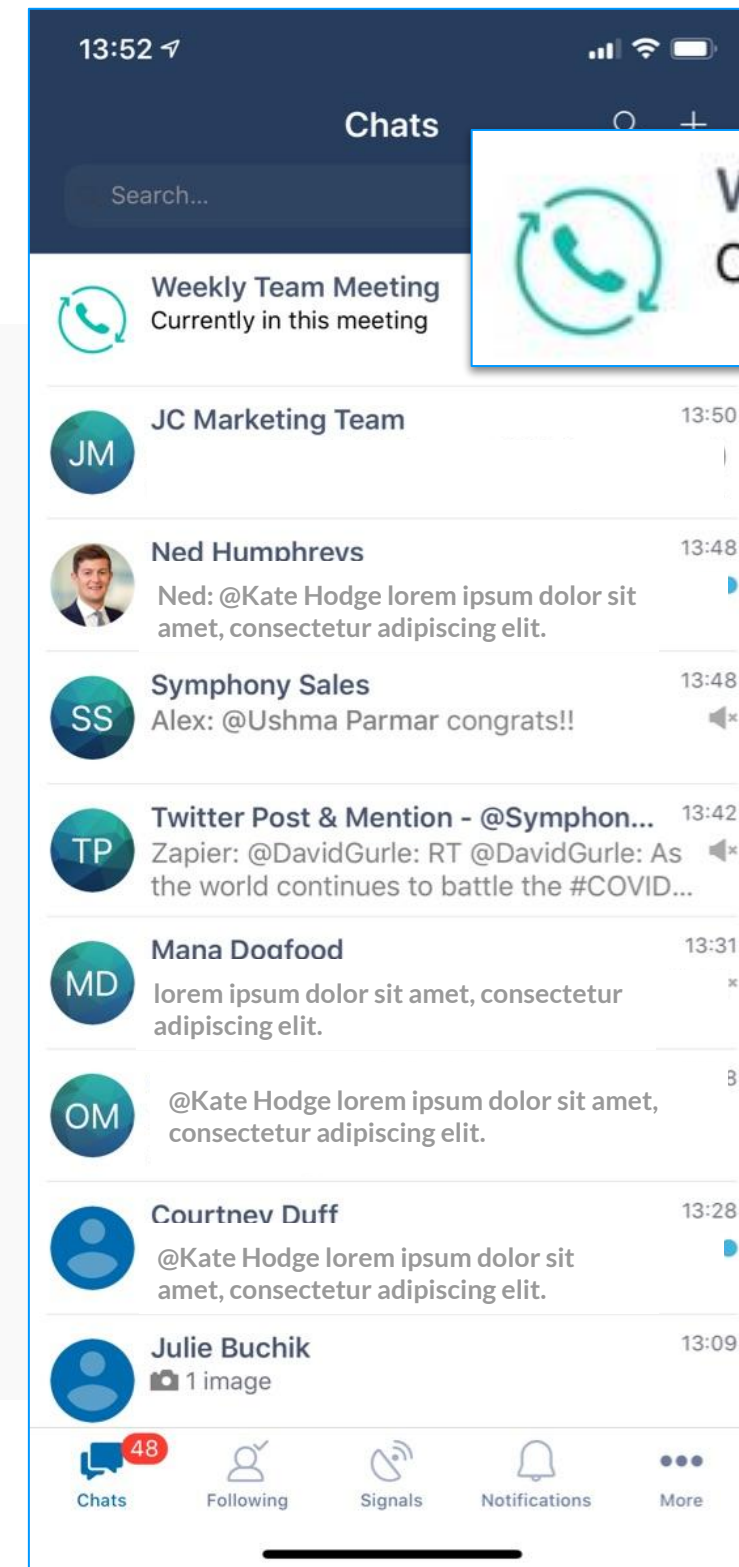 13:52
Chats
Search...
Weekly Team Meeting
Currently in this meeting
JM
JC Marketing Team
13:50
Ned Humphreys
13:48
Ned: @Kate Hodge lorem ipsum dolor sit
amet, consectetur adipiscing elit.
SS
Symphony Sales
13:48
Alex: @Ushma Parmar congrats!!
TP
Twitter Post & Mention - @Symphon...
13:42
Zapier: @DavidGurle: RT @DavidGurle: As
the world continues to battle the #COVID...
MD
Mana Dogfood
13:31
lorem ipsum dolor sit amet, consectetur
adipiscing elit.
OM
8
@Kate Hodge lorem ipsum dolor sit amet,
consectetur adipiscing elit.
Courtney Duff
13:28
@Kate Hodge lorem ipsum dolor sit
amet, consectetur adipiscing elit.
Julie Buchik
13:09
1 image
48
Chats Following Signals Notifications More